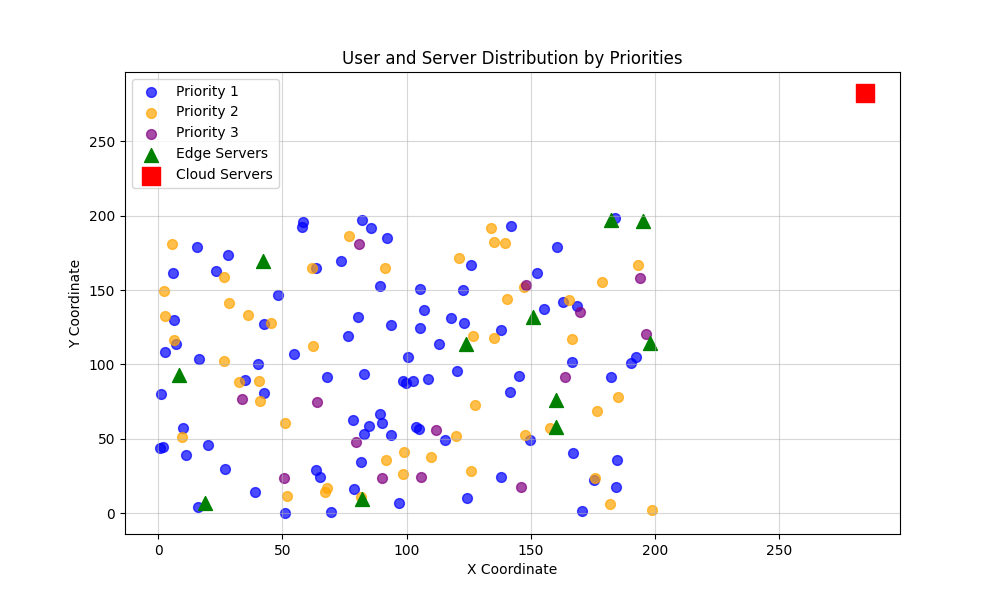 User and Server Distribution by Priorities
Priority 1
Priority 2
Priority 3
Edge Servers
Cloud Servers
250
200
150
100
50
0
Y Coordinate
0 50 100 150 200 250
X Coordinate